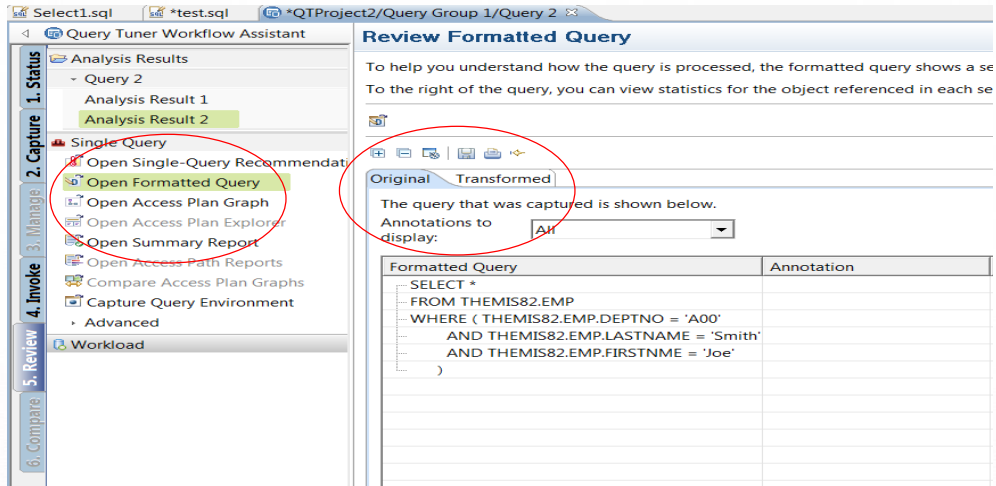 Select1.sql
*test.sql
*QTProject2/Query Group 1/Query 2
Query Tuner Workflow Assistant
1. Status
2. Capture
3. Manage
4. Invoke
5. Review
6. Compare
Analysis Results
Query 2
Analysis Result 1
Analysis Result 2
Single Query
Open Single-Query Recommendati
Open Formatted Query
Open Access Plan Graph
Open Access Plan Explorer
Open Summary Report
Open Access Path Reports
Compare Access Plan Graphs
Capture Query Environment
Advanced
Workload
Review Formatted Query
To help you understand how the query is processed, the formatted query shows a se
To the right of the query, you can view statistics for the object referenced in each se
Original Transformed
The query that was captured is shown below.
Annotations to
display:
All
Formatted Query Annotation
SELECT *
FROM THEMIS82.EMP
WHERE ( THEMIS82.EMP.DEPTNO = 'A00'
AND THEMIS82.EMP.LASTNAME = 'Smith'
AND THEMIS82.EMP.FIRSTNME = 'Joe'
)